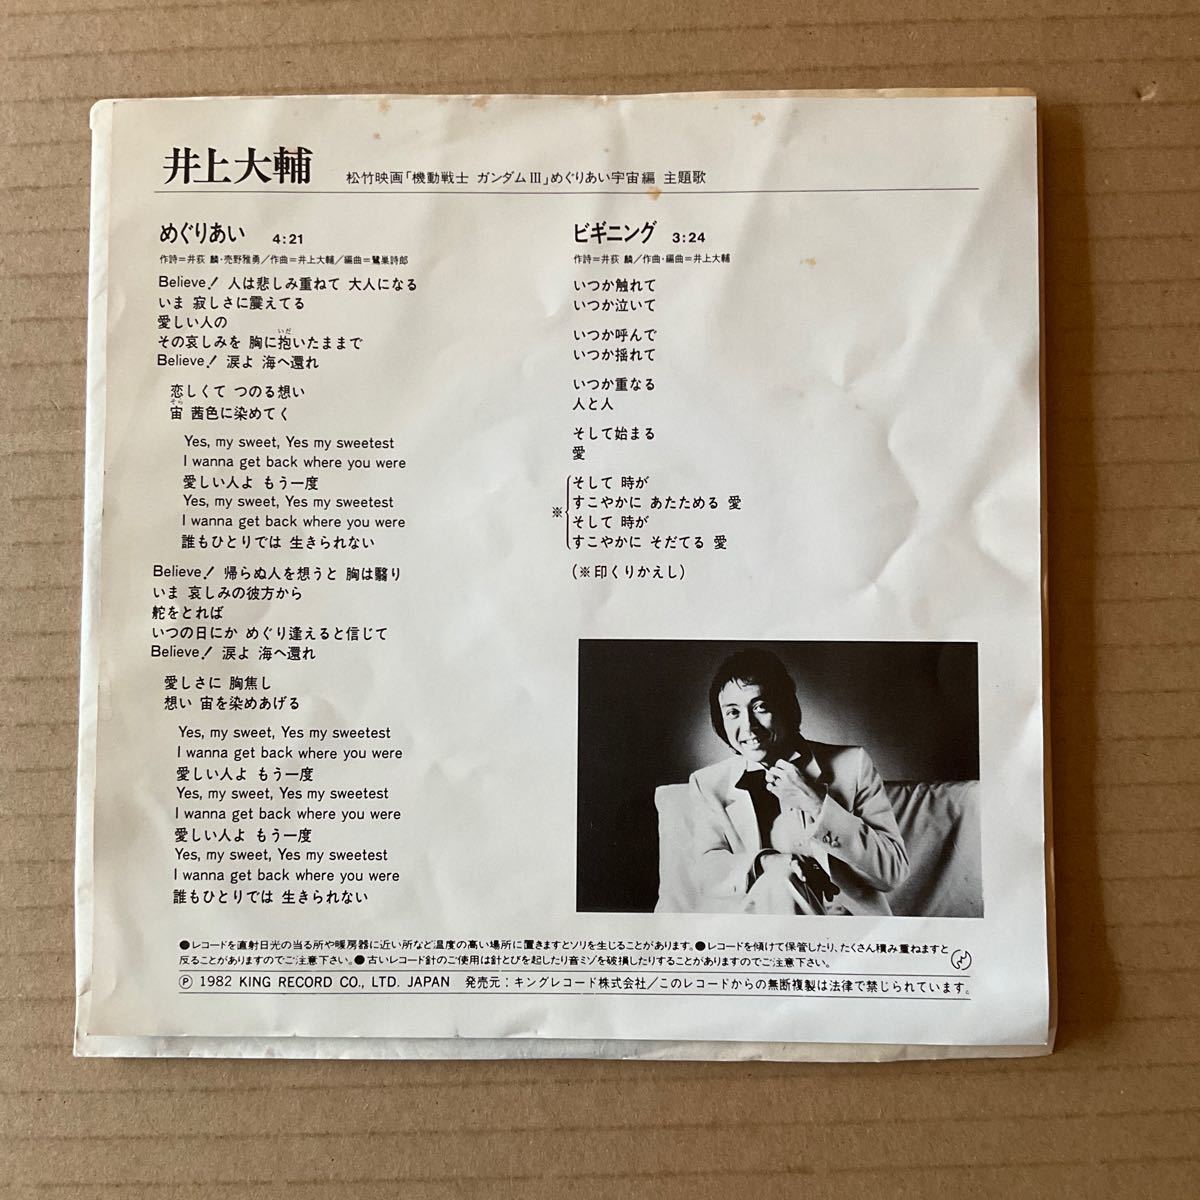 井上大輔
松竹映画「機動戦士 ガンダムIII」めぐりあい宇宙編 主題歌
めぐりあい 4:21
作詩=井荻 麟・売野雅勇/作曲=井上大輔/編曲=鷺巣詩郎
Believe! 人は悲しみ重ねて 大人になる
いま 寂しさに震えてる
愛しい人の
いだ
その哀しみを 胸に抱いたままで
Believe! 涙よ 海へ還れ
恋しくて つのる想い
そら
宙 茜色に染めてく
Yes, my sweet, Yes my sweetest
I wanna get back where you were
愛しい人よ もう一度
Yes, my sweet, Yes my sweetest
I wanna get back where you were
誰もひとりでは 生きられない
Believe! 帰らぬ人を想うと 胸は翳り
いま 哀しみの彼方から
舵をとれば
いつの日にか めぐり逢えると信じて
Believe! 涙よ 海へ還れ
愛しさに 胸焦し
想い 宙を染めあげる
Yes, my sweet, Yes my sweetest
I wanna get back where you were
愛しい人よ もう一度
Yes, my sweet, Yes my sweetest
I wanna get back where you were
愛しい人よ もう一度
Yes, my sweet, Yes my sweetest
I wanna get back where you were
誰もひとりでは 生きられない
ビギニング 3:24
作詩=井荻 麟/作曲・編曲=井上大輔
いつか触れて
いつか泣いて
いつか呼んで
いつか揺れて
いつか重なる
人と人
そして始まる
愛
そして 時が
すこやかに あたためる 愛
※
そして 時が
すこやかに そだてる 愛
(※印くりかえし)
●レコードを直射日光の当る所や暖房器に近い所など温度の高い場所に置きますとソリを生じることがあります。●レコードを傾けて保管したり、たくさん積み重ねますと
反ることがありますのでご注意下さい。●古いレコード針のご使用は針とびを起したり音ミゾを破損したりすることがありますのでご注意下さい。
Ⓟ 1982 KING RECORD CO., LTD. JAPAN 発売元:キングレコード株式会社/このレコードからの無断複製は法律で禁じられています。